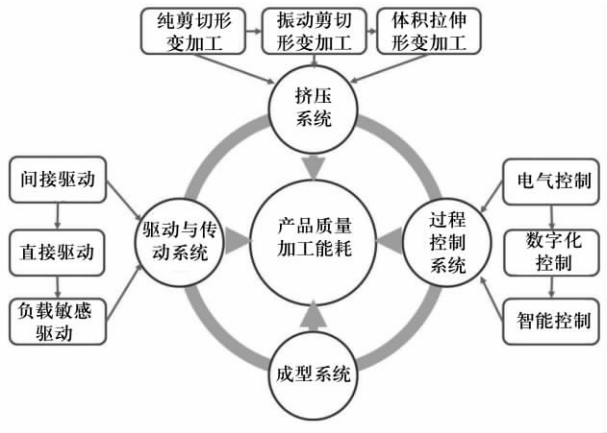 纯剪切形
变加工
振动剪切
形变加工
体积拉伸
形变加工
挤压
系统
间接驱动
直接驱动
负载敏感
驱动
驱动与传
动系统
产品质量
加工能耗
过程
控制
系统
电气控制
数字化
控制
智能控制
成型系统